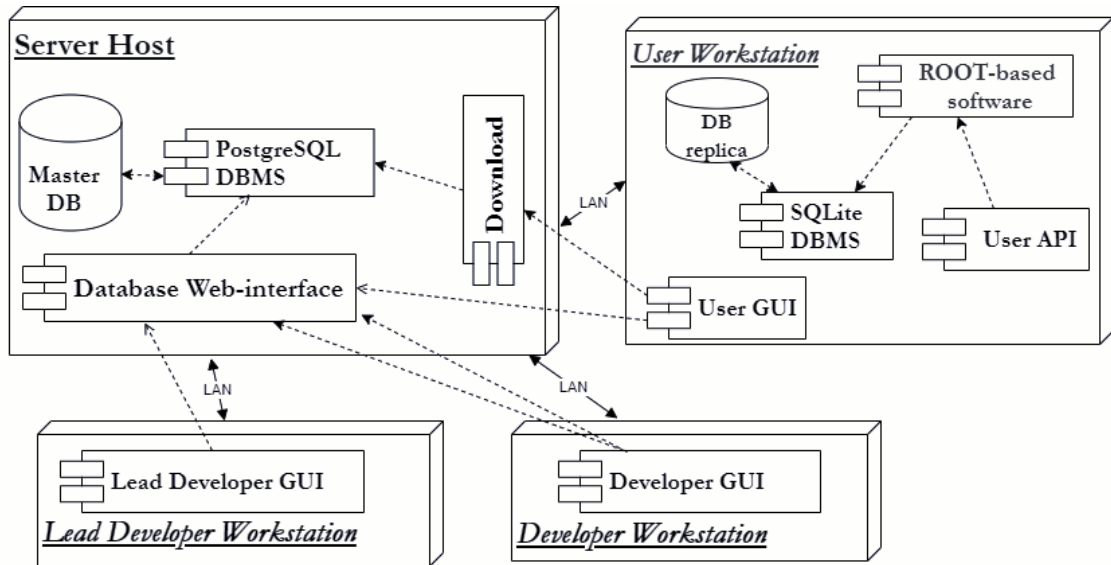 Server Host
Master
DB
PostgreSQL
DBMS
Download
Database Web-interface
LAN
User Workstation
DB
replica
ROOT-based
software
SQLite
DBMS
User API
User GUI
LAN
LAN
Lead Developer GUI
Lead Developer Workstation
Developer GUI
Developer Workstation